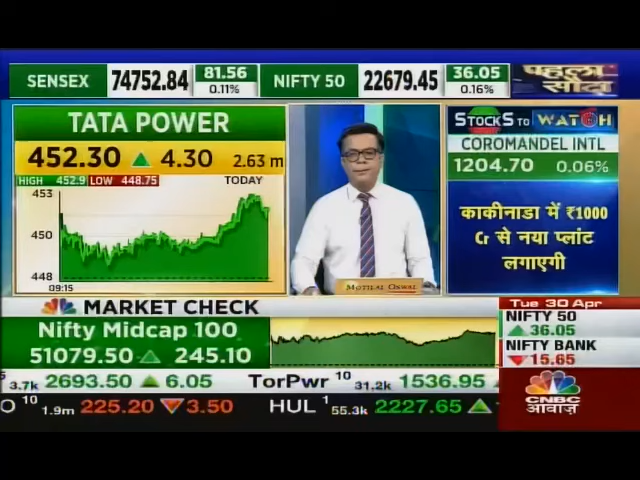 SENSEX 74752.84 81.56 0.11% NIFTY 50 22679.45 36.05 0.16% पहला सौदा
TATA POWER
452.30 4.30 2.63 m
HIGH 452.9 LOW 448.75 TODAY
453
450
448
09:15
MOTILAL OSWAL
STOCKS TO WATCH
COROMANDEL INTL
1204.70 0.06%
काकीनाडा में ₹1000
Cr से नया प्लांट
लगाएगी
MARKET CHECK
Nifty Midcap 100
51079.50 245.10
Tue 30 Apr
NIFTY 50
36.05
NIFTY BANK
15.65
CNBC
आवाज़
3.7k 2693.50 6.05 TorPwr 10 31.2k 1536.95
O 10 1.9m 225.20 3.50 HUL 1 55.3k 2227.65